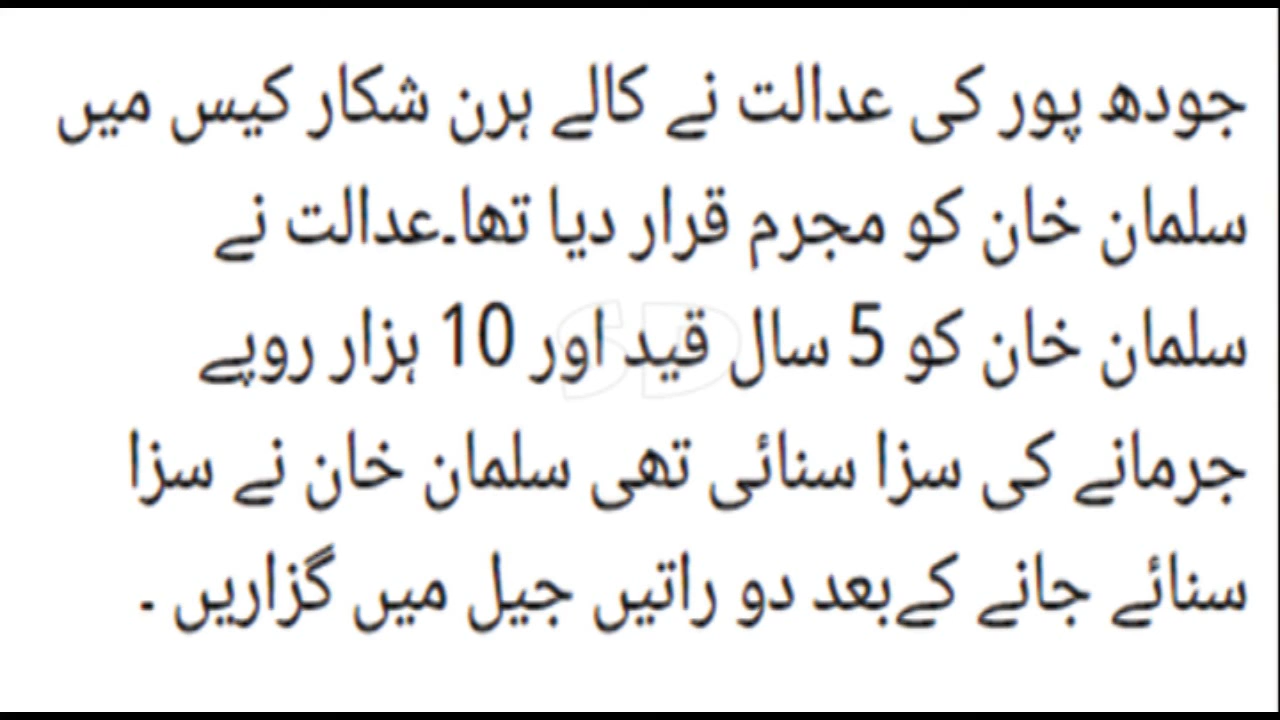 جودھ پور کی عدالت نے کالے ہرن شکار کیس میں
سلمان خان کو مجرم قرار دیا تھا۔عدالت نے
سلمان خان کو 5 سال قید اور 10 ہزار روپے
جرمانے کی سزا سنائی تھی سلمان خان نے سزا
سنائے جانے کےبعد دو راتیں جیل میں گزاریں ۔
SD